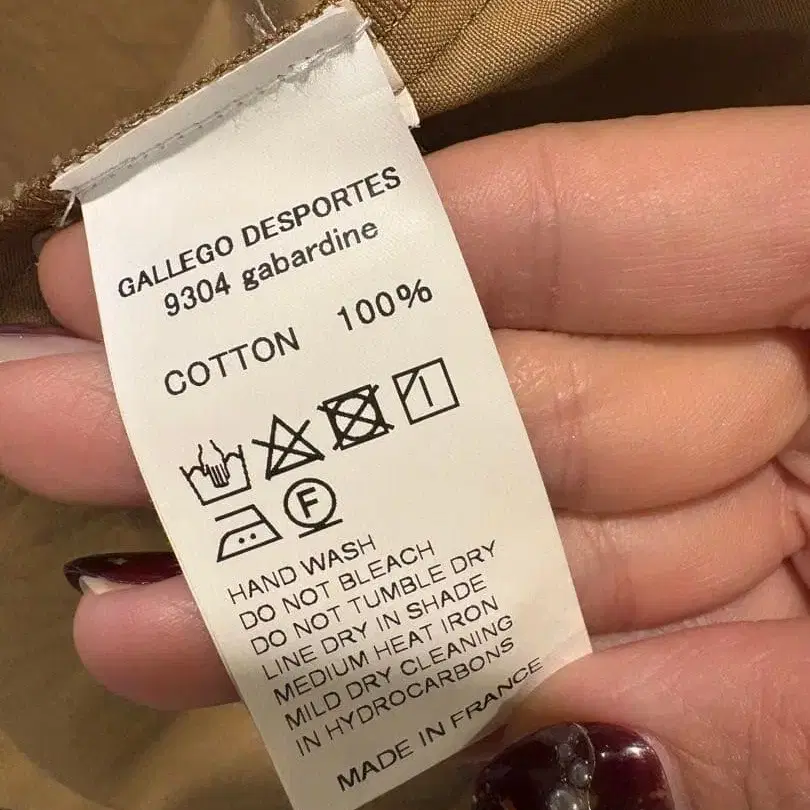 GALLEGO DESPORTES
9304 gabardine
COTTON 100%
F
HAND WASH
DO NOT BLEACH
DO NOT TUMBLE DRY
LINE DRY IN SHADE
MEDIUM HEAT IRON
MILD DRY CLEANING
IN HYDROCARBONS
MADE IN FRANCE